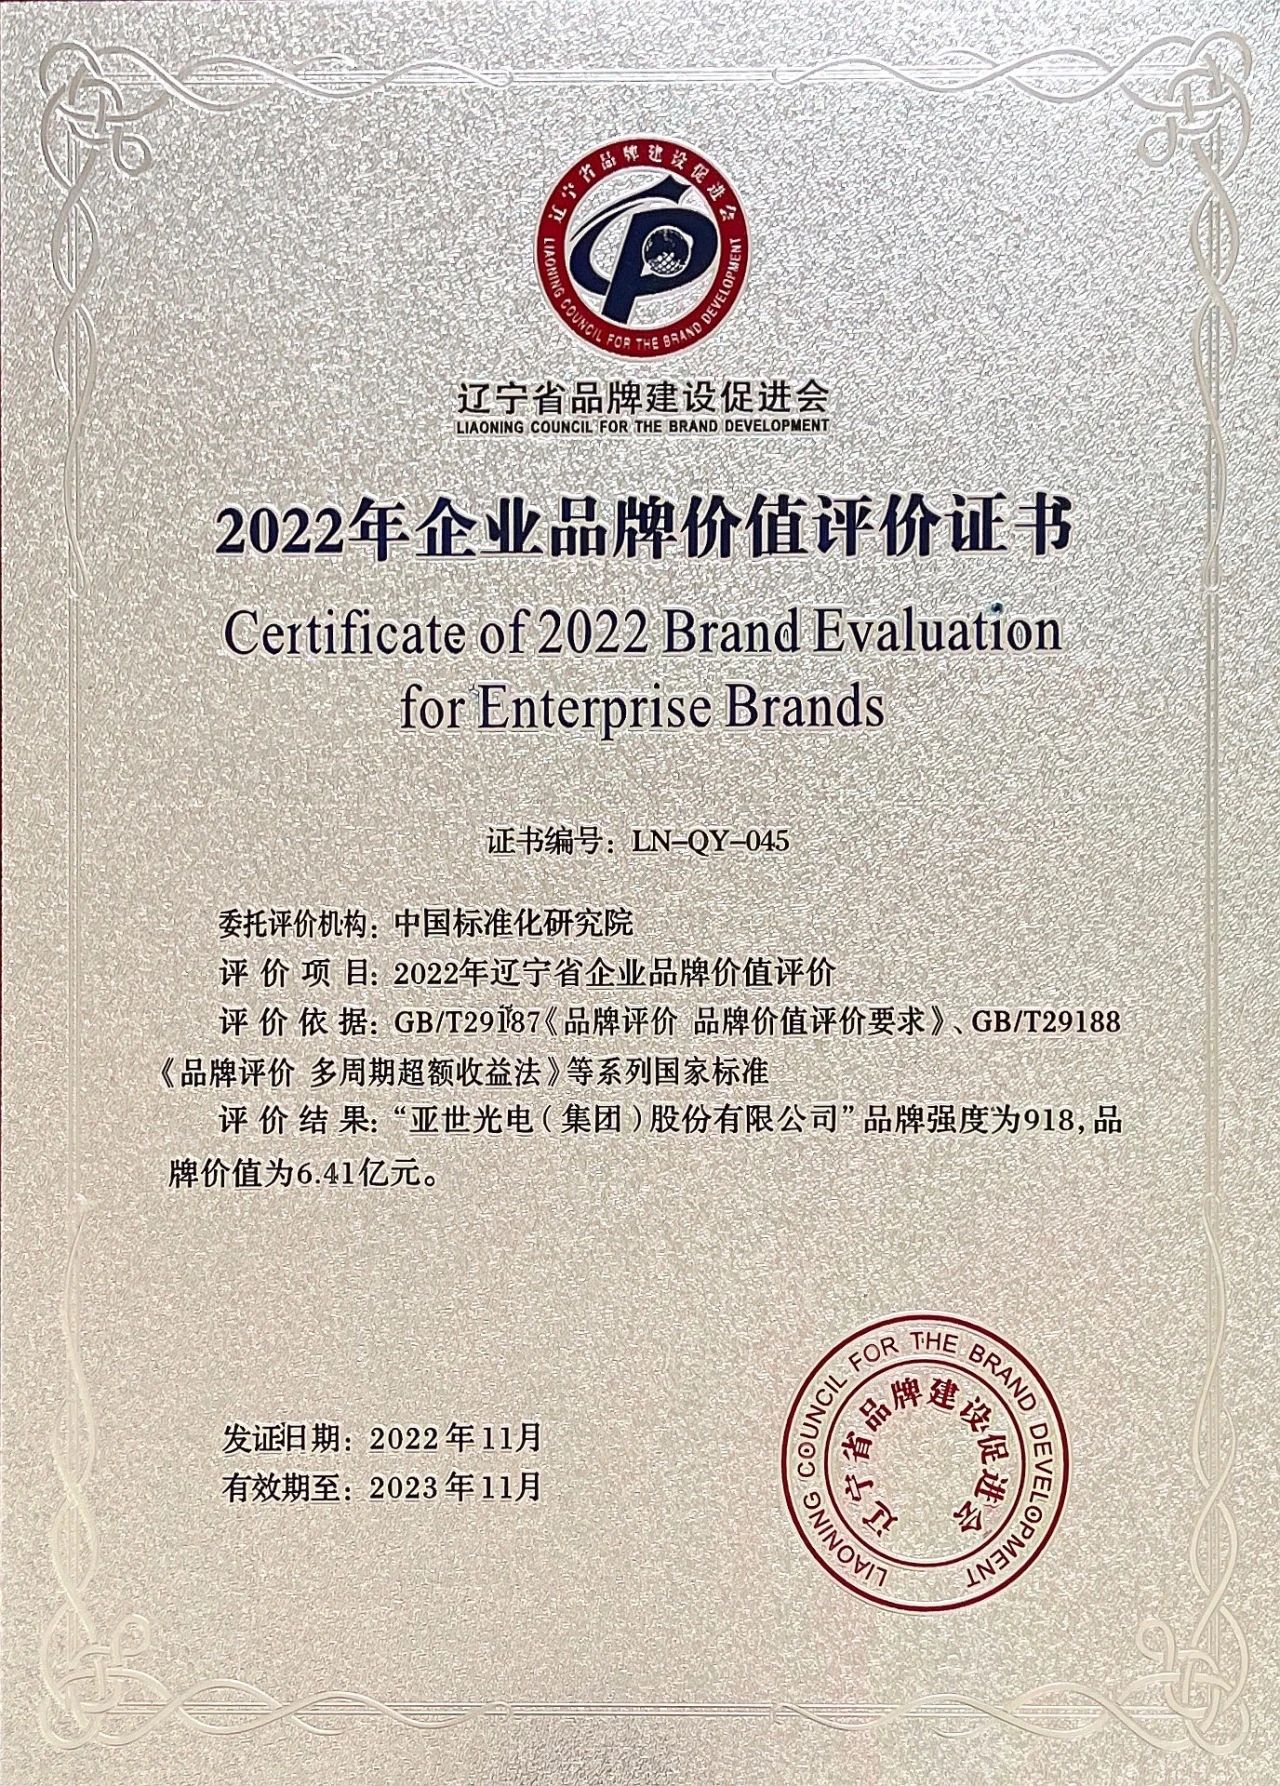 辽宁省品牌建设促进会
LIAONING COUNCIL FOR THE BRAND DEVELOPMENT
辽宁省品牌建设促进会
LIAONING COUNCIL FOR THE BRAND DEVELOPMENT
2022年企业品牌价值评价证书
Certificate of 2022 Brand Evaluation
for Enterprise Brands
证书编号：LN-QY-045
委托评价机构：中国标准化研究院
评价项目：2022年辽宁省企业品牌价值评价
评价依据：GB/T29187《品牌评价 品牌价值评价要求》、GB/T29188
《品牌评价 多周期超额收益法》等系列国家标准
评价结果：“亚世光电（集团）股份有限公司”品牌强度为918，品
牌价值为6.41亿元。
发证日期：2022年11月
有效期至：2023年11月
LIAONING COUNCIL FOR THE BRAND DEVELOPMENT
辽宁省品牌建设促进会